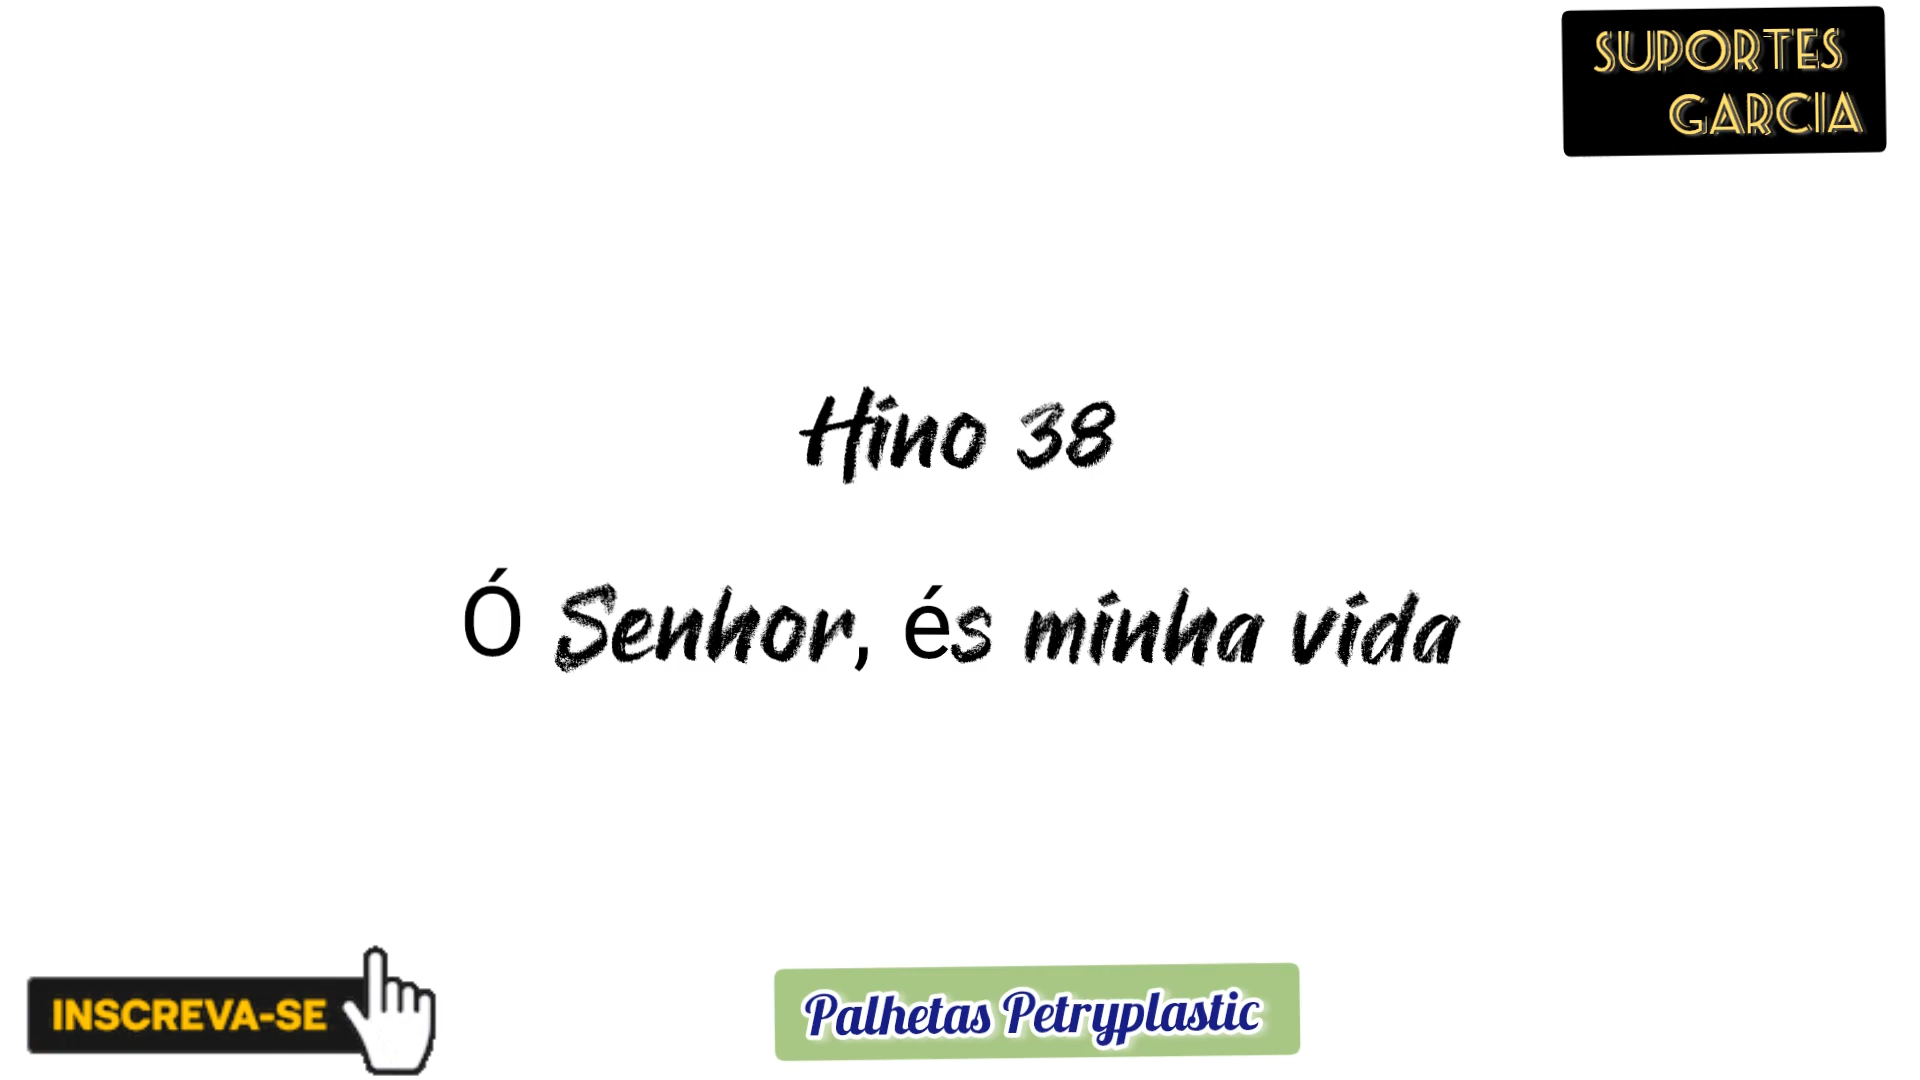 SUPORTES
GARCIA
Hino 38
Ó Senhor, és minha vida
INSCREVA-SE
Palhetas Petryplastic